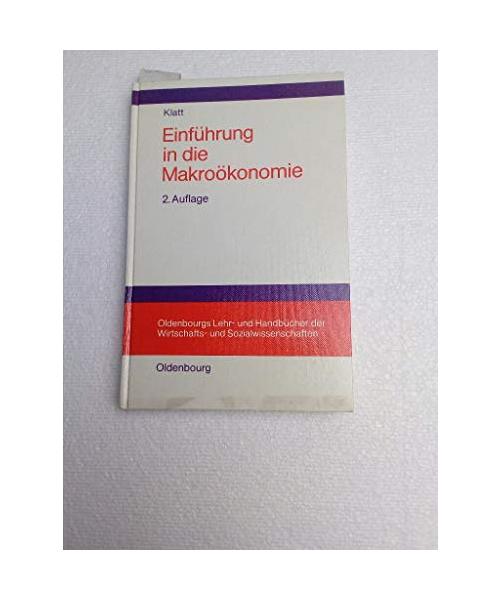 Klatt
Einführung
in die
Makroökonomie
2. Auflage
Oldenbourgs Lehr- und Handbücher der
Wirtschafts- und Sozialwissenschaften
Oldenbourg